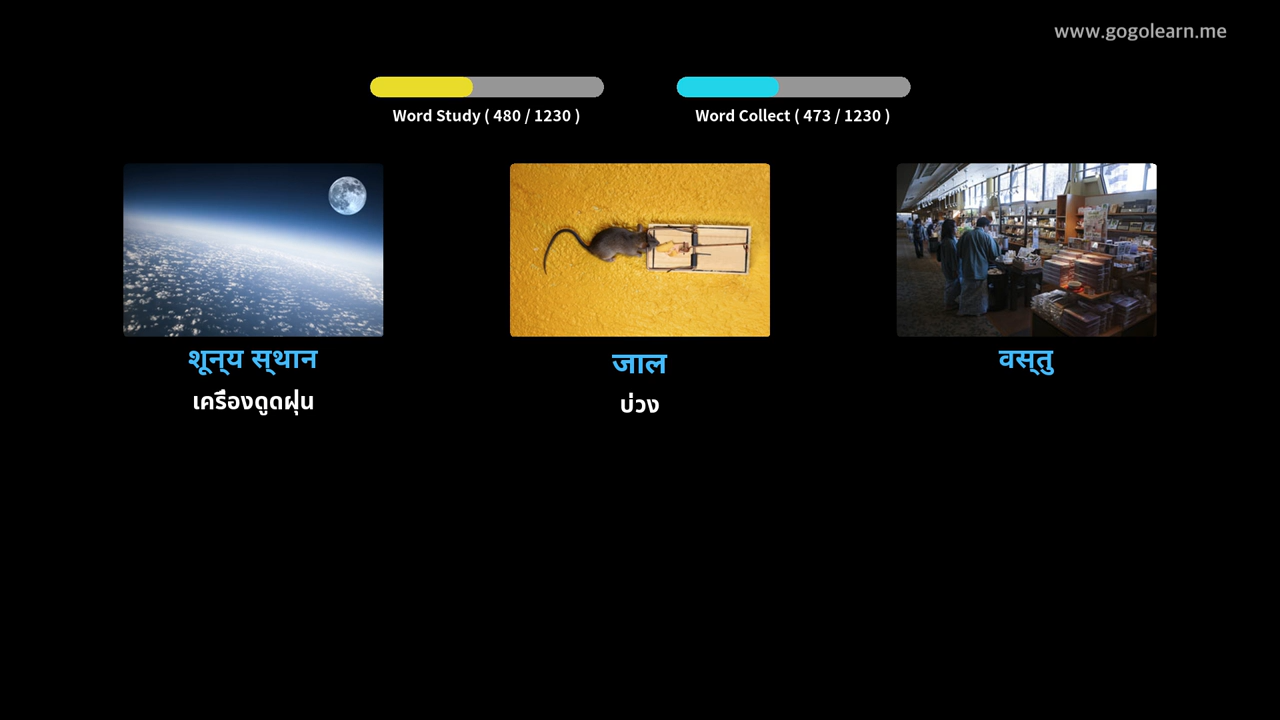 www.gogolearn.me
Word Study ( 480 / 1230 )
Word Collect ( 473 / 1230 )
शून्य स्थान
เครื่องดูดฝุ่น
जाल
บ่วง
वस्तु